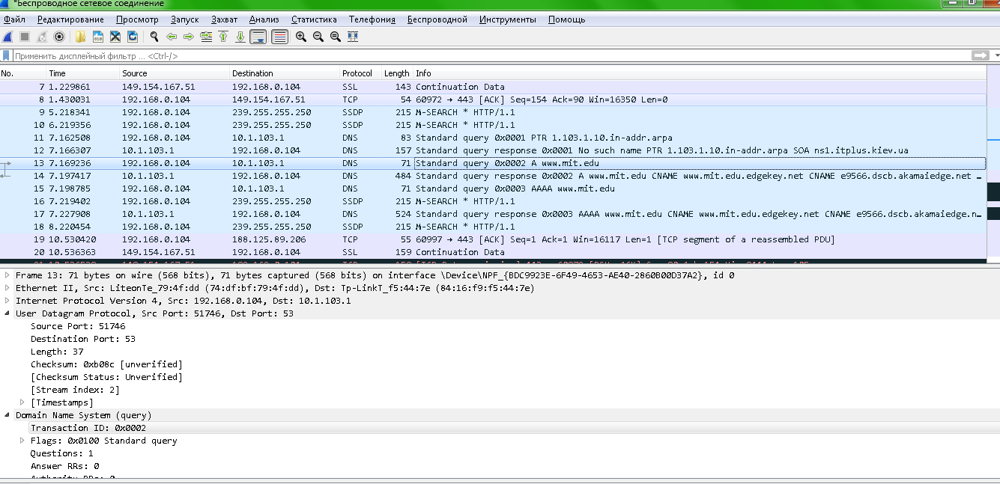 *Беспроводное сетевое соединение
Файл Редактирование Просмотр Запуск Захват Анализ Статистика Телефония Беспроводной Инструменты Помощь
Применить дисплейный фильтр ... <Ctrl-/>
No. Time Source Destination Protocol Length Info
7 1.229861 149.154.167.51 192.168.0.104 SSL 143 Continuation Data
8 1.430031 192.168.0.104 149.154.167.51 TCP 54 60972 → 443 [ACK] Seq=154 Ack=90 Win=16350 Len=0
9 5.218341 192.168.0.104 239.255.255.250 SSDP 215 M-SEARCH * HTTP/1.1
10 6.219356 192.168.0.104 239.255.255.250 SSDP 215 M-SEARCH * HTTP/1.1
11 7.162508 192.168.0.104 10.1.103.1 DNS 83 Standard query 0x0001 PTR 1.103.1.10.in-addr.arpa
12 7.166307 10.1.103.1 192.168.0.104 DNS 157 Standard query response 0x0001 No such name PTR 1.103.1.10.in-addr.arpa SOA ns1.itplus.kiev.ua
13 7.169236 192.168.0.104 10.1.103.1 DNS 71 Standard query 0x0002 A www.mit.edu
14 7.197417 10.1.103.1 192.168.0.104 DNS 484 Standard query response 0x0002 A www.mit.edu CNAME www.mit.edu.edgekey.net CNAME e9566.dscb.akamaiedge.net …
15 7.198785 192.168.0.104 10.1.103.1 DNS 71 Standard query 0x0003 AAAA www.mit.edu
16 7.219402 192.168.0.104 239.255.255.250 SSDP 215 M-SEARCH * HTTP/1.1
17 7.227908 10.1.103.1 192.168.0.104 DNS 524 Standard query response 0x0003 AAAA www.mit.edu CNAME www.mit.edu.edgekey.net CNAME e9566.dscb.akamaiedge.n…
18 8.220454 192.168.0.104 239.255.255.250 SSDP 215 M-SEARCH * HTTP/1.1
19 10.530420 192.168.0.104 188.125.89.206 TCP 55 60997 → 443 [ACK] Seq=1 Ack=1 Win=16117 Len=1 [TCP segment of a reassembled PDU]
20 10.536363 149.154.167.51 192.168.0.104 SSL 159 Continuation Data
Frame 13: 71 bytes on wire (568 bits), 71 bytes captured (568 bits) on interface \Device\NPF_{BDC9923E-6F49-4653-AE40-2860B00D37A2}, id 0
Ethernet II, Src: LiteonTe_79:4f:dd (74:df:bf:79:4f:dd), Dst: Tp-LinkT_f5:44:7e (84:16:f9:f5:44:7e)
Internet Protocol Version 4, Src: 192.168.0.104, Dst: 10.1.103.1
User Datagram Protocol, Src Port: 51746, Dst Port: 53
Source Port: 51746
Destination Port: 53
Length: 37
Checksum: 0xb08c [unverified]
[Checksum Status: Unverified]
[Stream index: 2]
[Timestamps]
Domain Name System (query)
Transaction ID: 0x0002
Flags: 0x0100 Standard query
Questions: 1
Answer RRs: 0
Authority RRs: 0